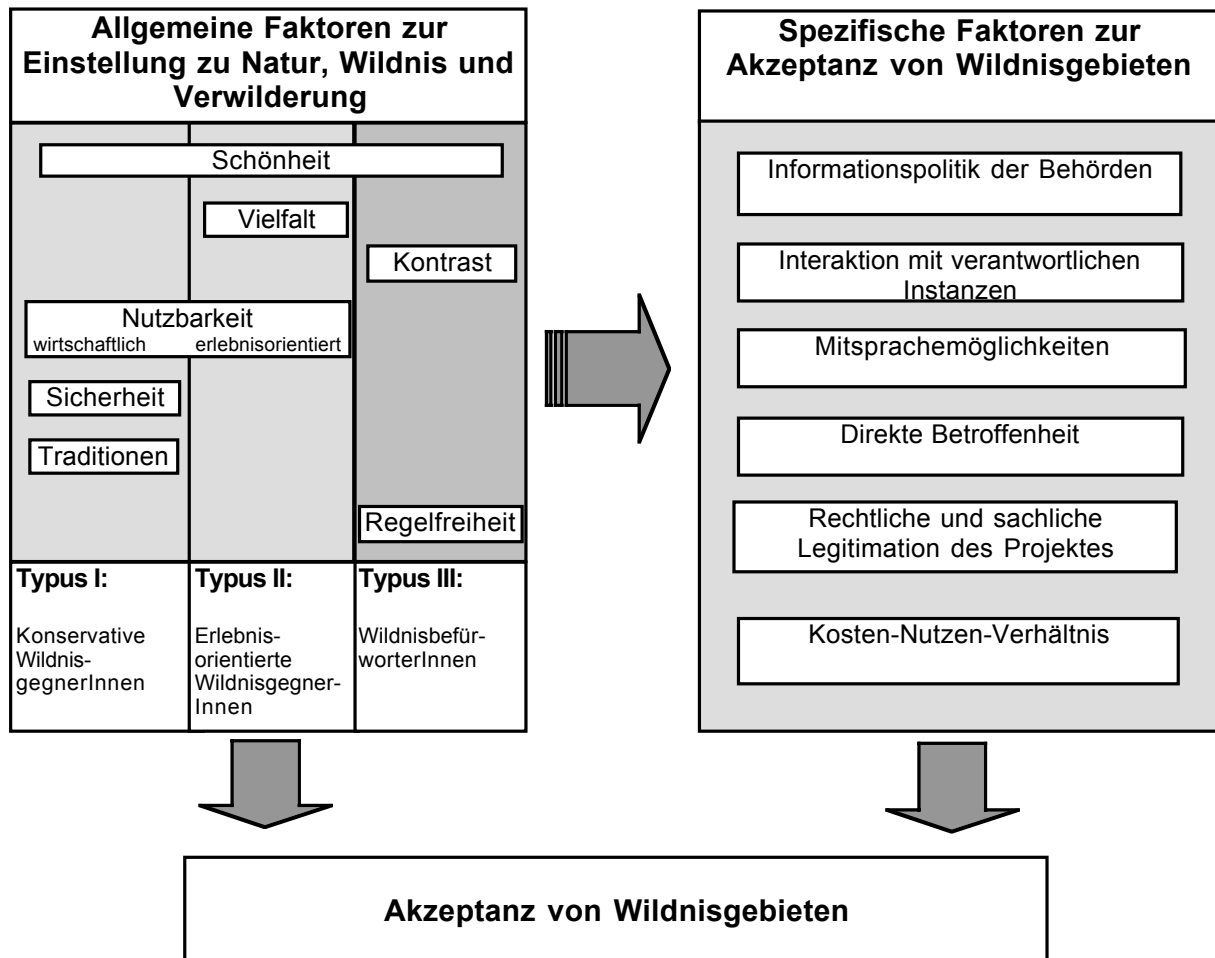 Allgemeine Faktoren zur
Einstellung zu Natur, Wildnis und
Verwilderung
Schönheit
Vielfalt
Kontrast
Nutzbarkeit
wirtschaftlich erlebnisorientiert
Sicherheit
Traditionen
Regelfreiheit
Typus I:
Konservative
Wildnis-
gegnerInnen
Typus II:
Erlebnis-
orientierte
Wildnisgegner-
Innen
Typus III:
Wildnisbefür-
worterInnen
Spezifische Faktoren zur
Akzeptanz von Wildnisgebieten
Informationspolitik der Behörden
Interaktion mit verantwortlichen
Instanzen
Mitsprachemöglichkeiten
Direkte Betroffenheit
Rechtliche und sachliche
Legitimation des Projektes
Kosten-Nutzen-Verhältnis
Akzeptanz von Wildnisgebieten